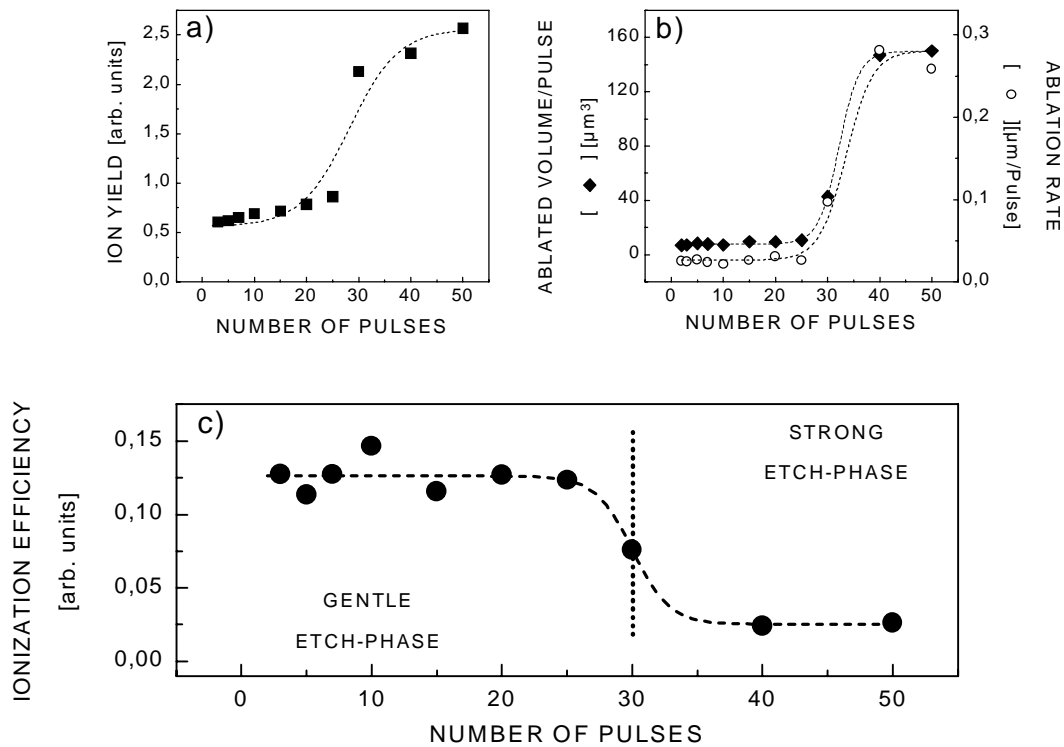 a)
ION YIELD [arb. units]
2,5
2,0
1,5
1,0
0,5
0,0
0 10 20 30 40 50
NUMBER OF PULSES
b)
ABLATED VOLUME/PULSE
[ ◆ ] [µm³]
160
120
80
40
0
0 10 20 30 40 50
NUMBER OF PULSES
0,3
0,2
0,1
0,0
ABLATION RATE
[ ○ ][µm/Pulse]
c)
IONIZATION EFFICIENCY
[arb. units]
0,15
0,10
0,05
0,00
STRONG
ETCH-PHASE
GENTLE
ETCH-PHASE
0 10 20 30 40 50
NUMBER OF PULSES